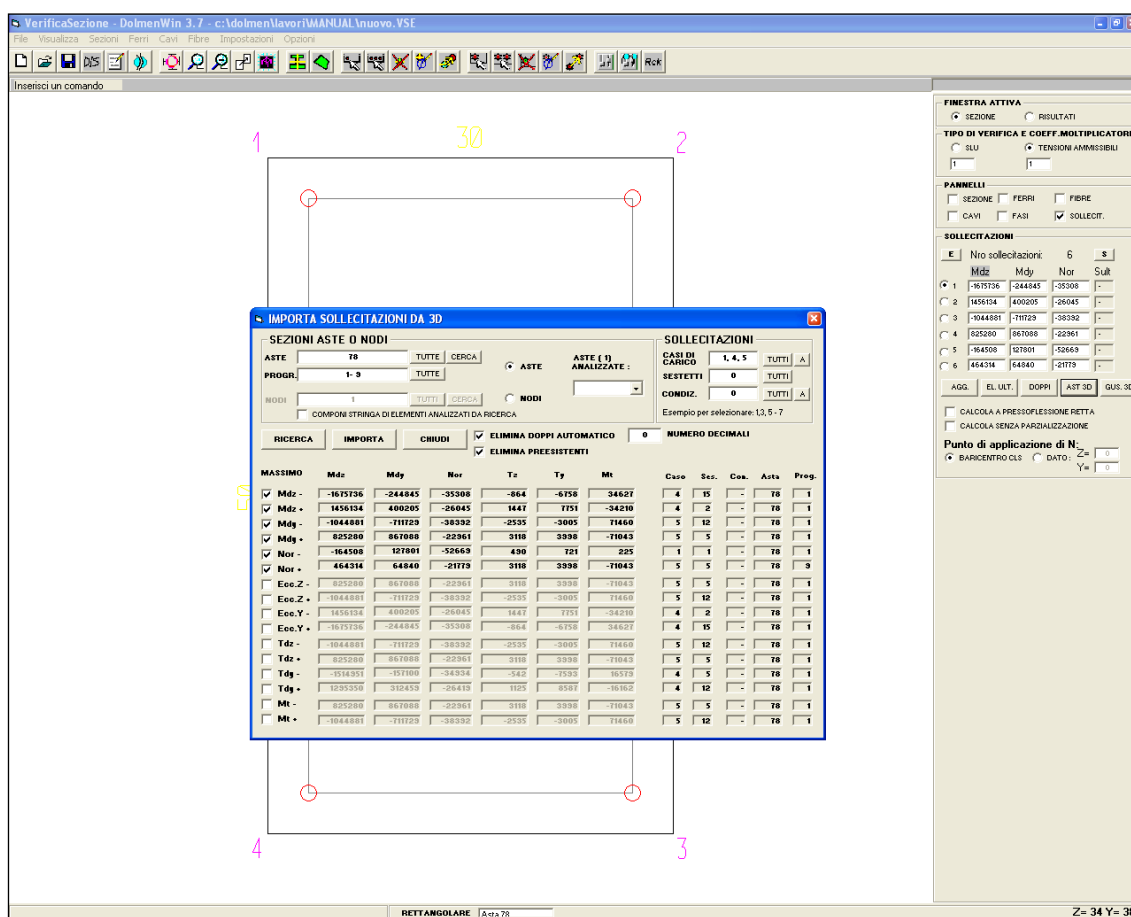 VerificaSezione - DolmenWin 3.7 - c:\dolmen\lavori\MANUAL\nuovo.VSE
File Visualizza Sezioni Ferri Cavi Fibre Impostazioni Opzioni
D/S Rck
Inserisci un comando
1 30 2
4 3
FINESTRA ATTIVA
SEZIONE RISULTATI
TIPO DI VERIFICA E COEFF.MOLTIPLICATORI
SLU TENSIONI AMMISSIBILI
1 1
PANNELLI
SEZIONE FERRI FIBRE
CAVI FASI SOLLECIT.
SOLLECITAZIONI
E Nro sollecitazioni: 6 S
Mdz Mdy Nor Sult
1 -1675736 -244845 -35308 -
2 1456134 400205 -26045 -
3 -1044881 -711729 -38392 -
4 825280 867088 -22961 -
5 -164508 127801 -52669 -
6 464314 64840 -21779 -
AGG. EL. ULT. DOPPI AST 3D GUS. 3D
CALCOLA A PRESSOFLESSIONE RETTA
CALCOLA SENZA PARZIALIZZAZIONE
Punto di applicazione di N:
BARICENTRO CLS DATO: Z= 0
Y= 0
IMPORTA SOLLECITAZIONI DA 3D
SEZIONI ASTE O NODI
ASTE 78 TUTTE CERCA
PROGR. 1- 9 TUTTE
NODI 1 TUTTI CERCA
COMPONI STRINGA DI ELEMENTI ANALIZZATI DA RICERCA
ASTE
NODI
ASTE ( 1 )
ANALIZZATE :
SOLLECITAZIONI
CASI DI CARICO 1, 4, 5 TUTTI A
SESTETTI 0 TUTTI
CONDIZ. 0 TUTTI A
Esempio per selezionare: 1,3, 5 - 7
RICERCA IMPORTA CHIUDI ELIMINA DOPPI AUTOMATICO 0 NUMERO DECIMALI
ELIMINA PREESISTENTI
MASSIMO Mdz Mdy Nor Tz Ty Mt Caso Ses. Con. Asta Prog.
Mdz - -1675736 -244845 -35308 -864 -6758 34627 4 15 - 78 1
Mdz + 1456134 400205 -26045 1447 7751 -34210 4 2 - 78 1
Mdy - -1044881 -711729 -38392 -2535 -3005 71460 5 12 - 78 1
Mdy + 825280 867088 -22961 3118 3998 -71043 5 5 - 78 1
Nor - -164508 127801 -52669 490 721 225 1 1 - 78 1
Nor + 464314 64840 -21779 3118 3998 -71043 5 5 - 78 9
Ecc.Z - 825280 867088 -22961 3118 3998 -71043 5 5 - 78 1
Ecc.Z + -1044881 -711729 -38392 -2535 -3005 71460 5 12 - 78 1
Ecc.Y - 1456134 400205 -26045 1447 7751 -34210 4 2 - 78 1
Ecc.Y + -1675736 -244845 -35308 -864 -6758 34627 4 15 - 78 1
Tdz - -1044881 -711729 -38392 -2535 -3005 71460 5 12 - 78 1
Tdz + 825280 867088 -22961 3118 3998 -71043 5 5 - 78 1
Tdy - -1514951 -157100 -34934 -542 -7593 16579 4 5 - 78 1
Tdy + 1295350 312459 -26419 1125 8587 -16162 4 12 - 78 1
Mt - 825280 867088 -22961 3118 3998 -71043 5 5 - 78 1
Mt + -1044881 -711729 -38392 -2535 -3005 71460 5 12 - 78 1
RETTANGOLARE Asta 78 Z= 34 Y= 38